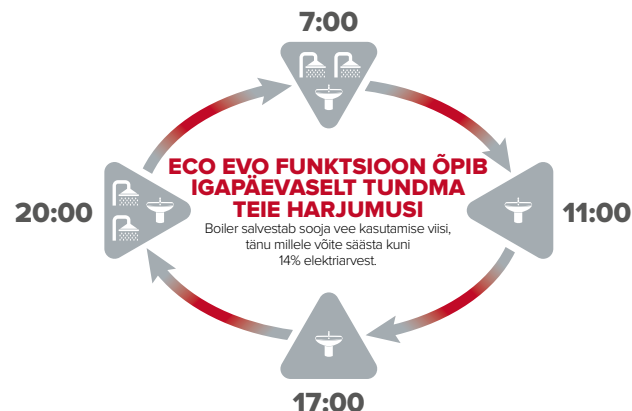 7:00
ECO EVO FUNKTSIOON ÕPIB
IGAPÄEVASELT TUNDMA
TEIE HARJUMUSI
Boiler salvestab sooja vee kasutamise viisi,
tänu millele võite säästa kuni
14% elektriarvest.
20:00
11:00
17:00